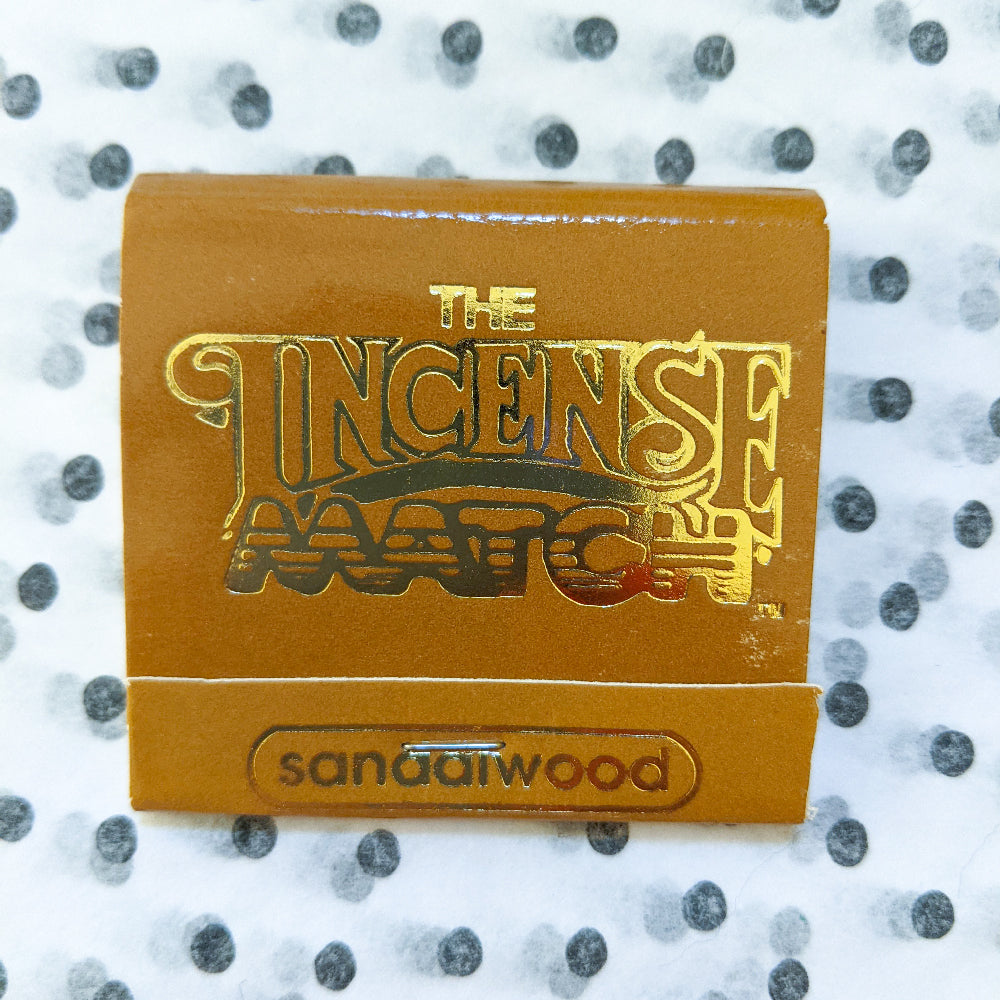 THE
INCENSE
MATCH
TM
sandalwood